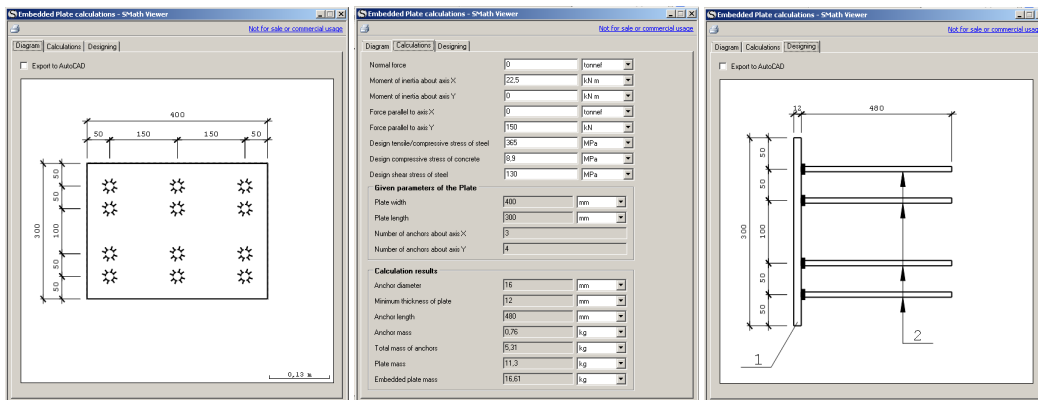 Embedded Plate calculations - SMath Viewer
Not for sale or commercial usage
Diagram Calculations Designing
Export to AutoCAD
400
50 150 150 50
300
50
50
100
50
50
0,13 m
Embedded Plate calculations - SMath Viewer
Not for sale or commercial usage
Diagram Calculations Designing
Normal force 0 tonnef
Moment of inertia about axis X 22,5 kN m
Moment of inertia about axis Y 0 kN m
Force parallel to axis X 0 tonnef
Force parallel to axis Y 150 kN
Design tensile/compressive stress of steel 365 MPa
Design compressive stress of concrete 8,9 MPa
Design shear stress of steel 130 MPa
Given parameters of the Plate
Plate width 400 mm
Plate length 300 mm
Number of anchors about axis X 3
Number of anchors about axis Y 4
Calculation results
Anchor diameter 16 mm
Minimum thickness of plate 12 mm
Anchor length 480 mm
Anchor mass 0,76 kg
Total mass of anchors 5,31 kg
Plate mass 11,3 kg
Embedded plate mass 16,61 kg
Embedded Plate calculations - SMath Viewer
Not for sale or commercial usage
Diagram Calculations Designing
Export to AutoCAD
12 480
300
50
50
100
50
50
1
2